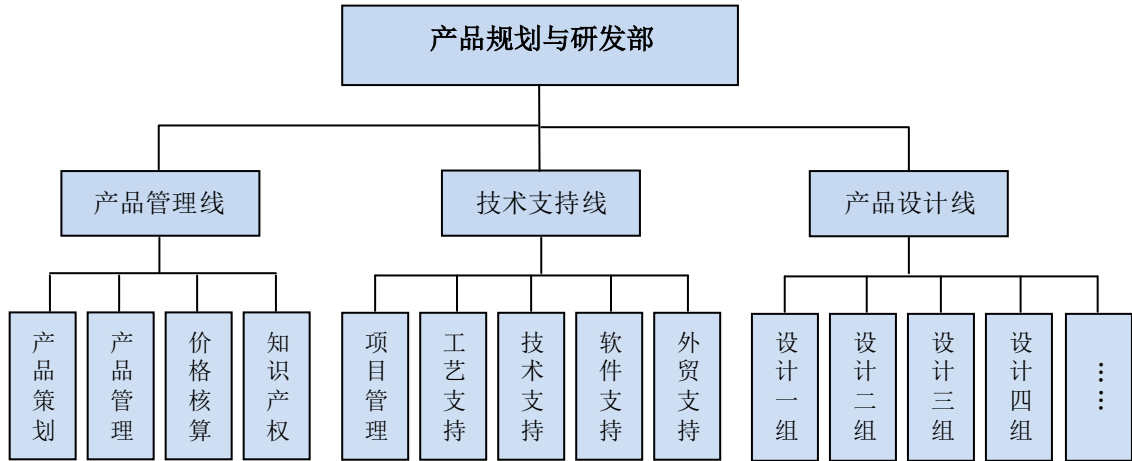 产品规划与研发部
产品管理线
技术支持线
产品设计线
产品策划
产品管理
价格核算
知识产权
项目管理
工艺支持
技术支持
软件支持
外贸支持
设计一组
设计二组
设计三组
设计四组
……